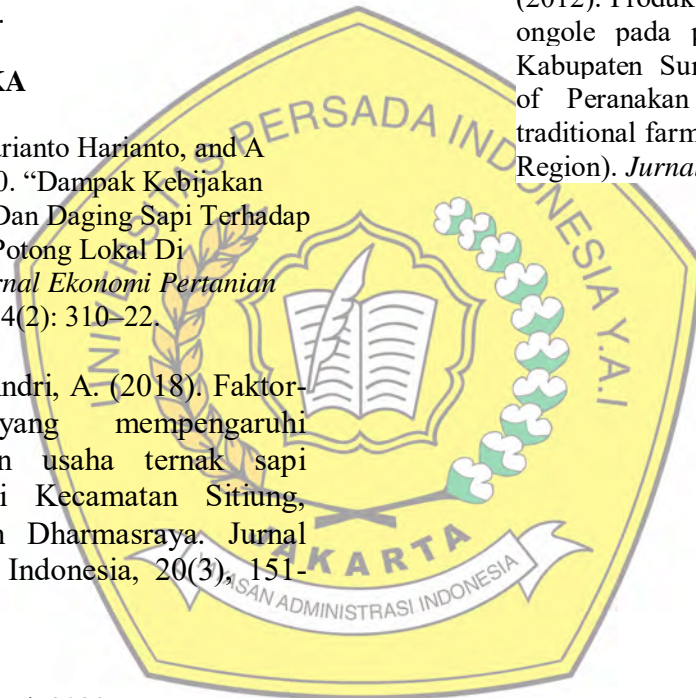 KA
rianto Harianto, and A
0. “Dampak Kebijakan
Dan Daging Sapi Terhadap
Potong Lokal Di
rnal Ekonomi Pertanian
4(2): 310–22.
ndri, A. (2018). Faktor-
yang mempengaruhi
n usaha ternak sapi
i Kecamatan Sitiung,
n Dharmasraya. Jurnal
Indonesia, 20(3), 151-
(2012). Produk
ongole pada p
Kabupaten Sur
of Peranakan
traditional farm
Region). Jurnal
UNIVERSITAS PERSADA INDONESIA Y.A.I
JAKARTA
YAYASAN ADMINISTRASI INDONESIA